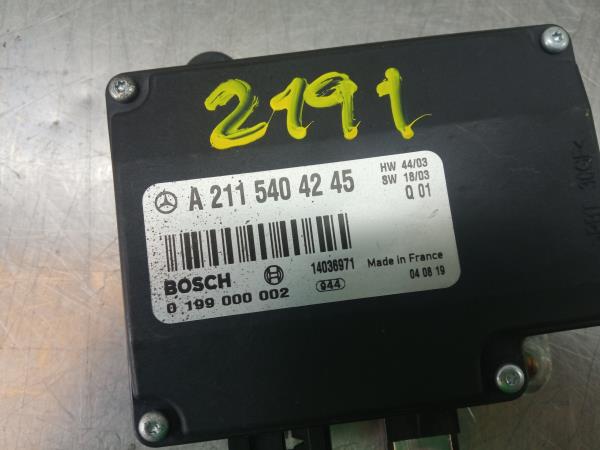 2191
A 211 540 42 45
HW 44/03
SW 18/03
Q 01
14036971
BOSCH
944
0 199 000 002
Made in France
04 08 19